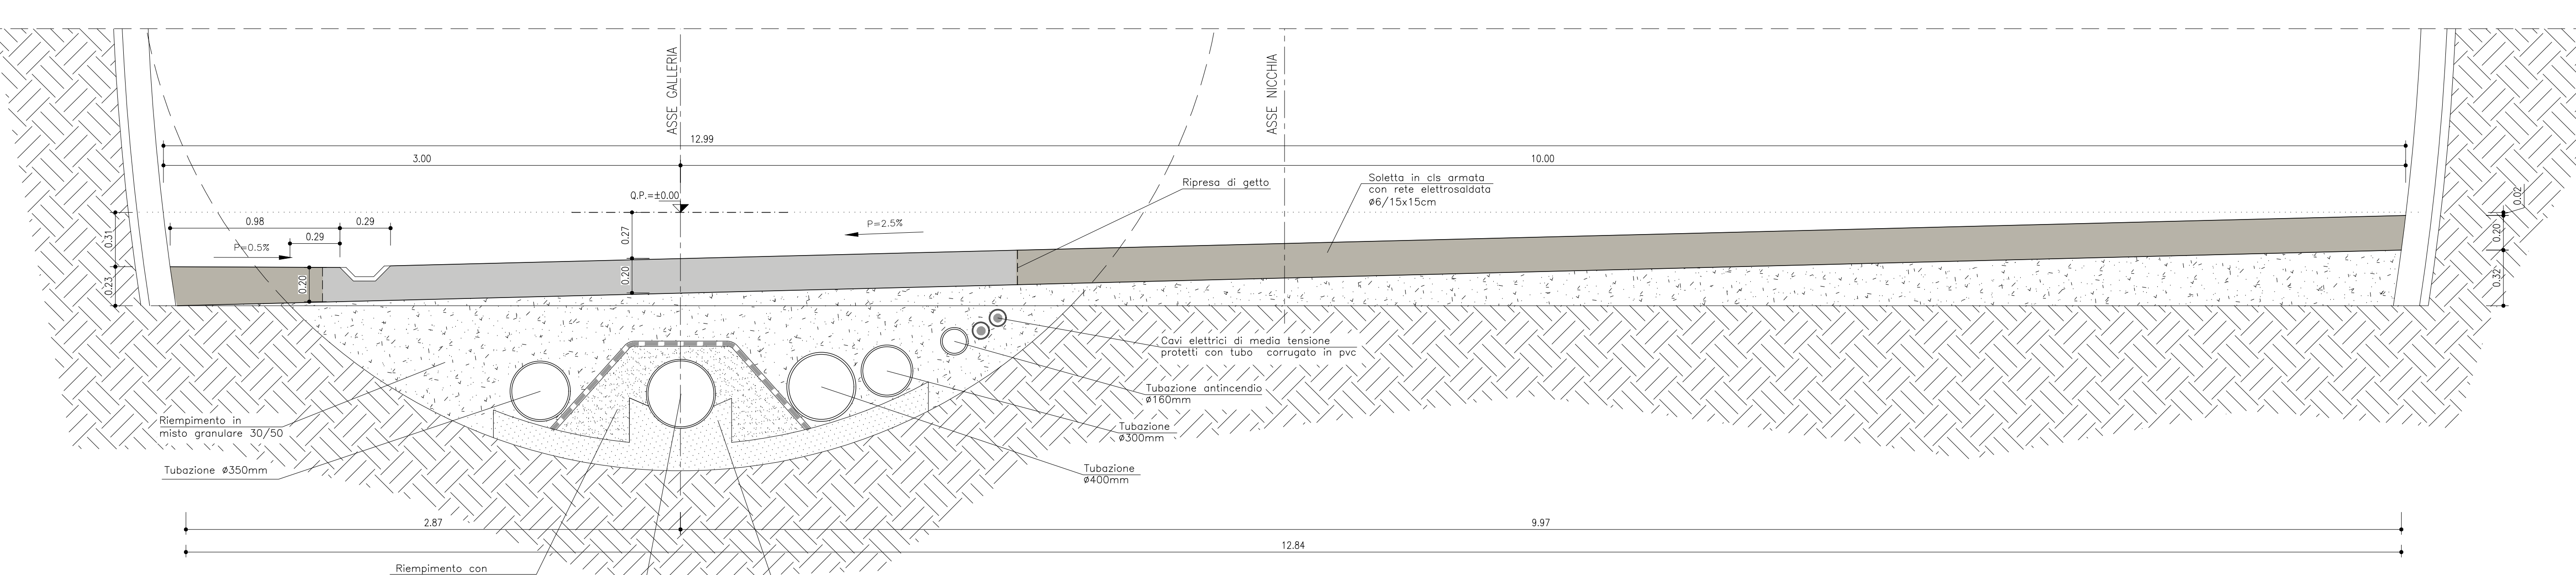 ASSE GALLERIA
ASSE NICCHIA
12.99
3.00
10.00
Ripresa di getto
Soletta in cls armata
con rete elettrosaldata
ø6/15x15cm
Q.P.=±0.00
0.02
0.98
0.29
0.29
P=0.5%
0.31
0.23
0.20
0.27
0.20
P=2.5%
0.20
0.32
Cavi elettrici di media tensione
protetti con tubo corrugato in pvc
Tubazione antincendio
ø160mm
Riempimento in
misto granulare 30/50
Tubazione
ø300mm
Tubazione ø350mm
Tubazione
ø400mm
2.87
9.97
12.84
Riempimento con